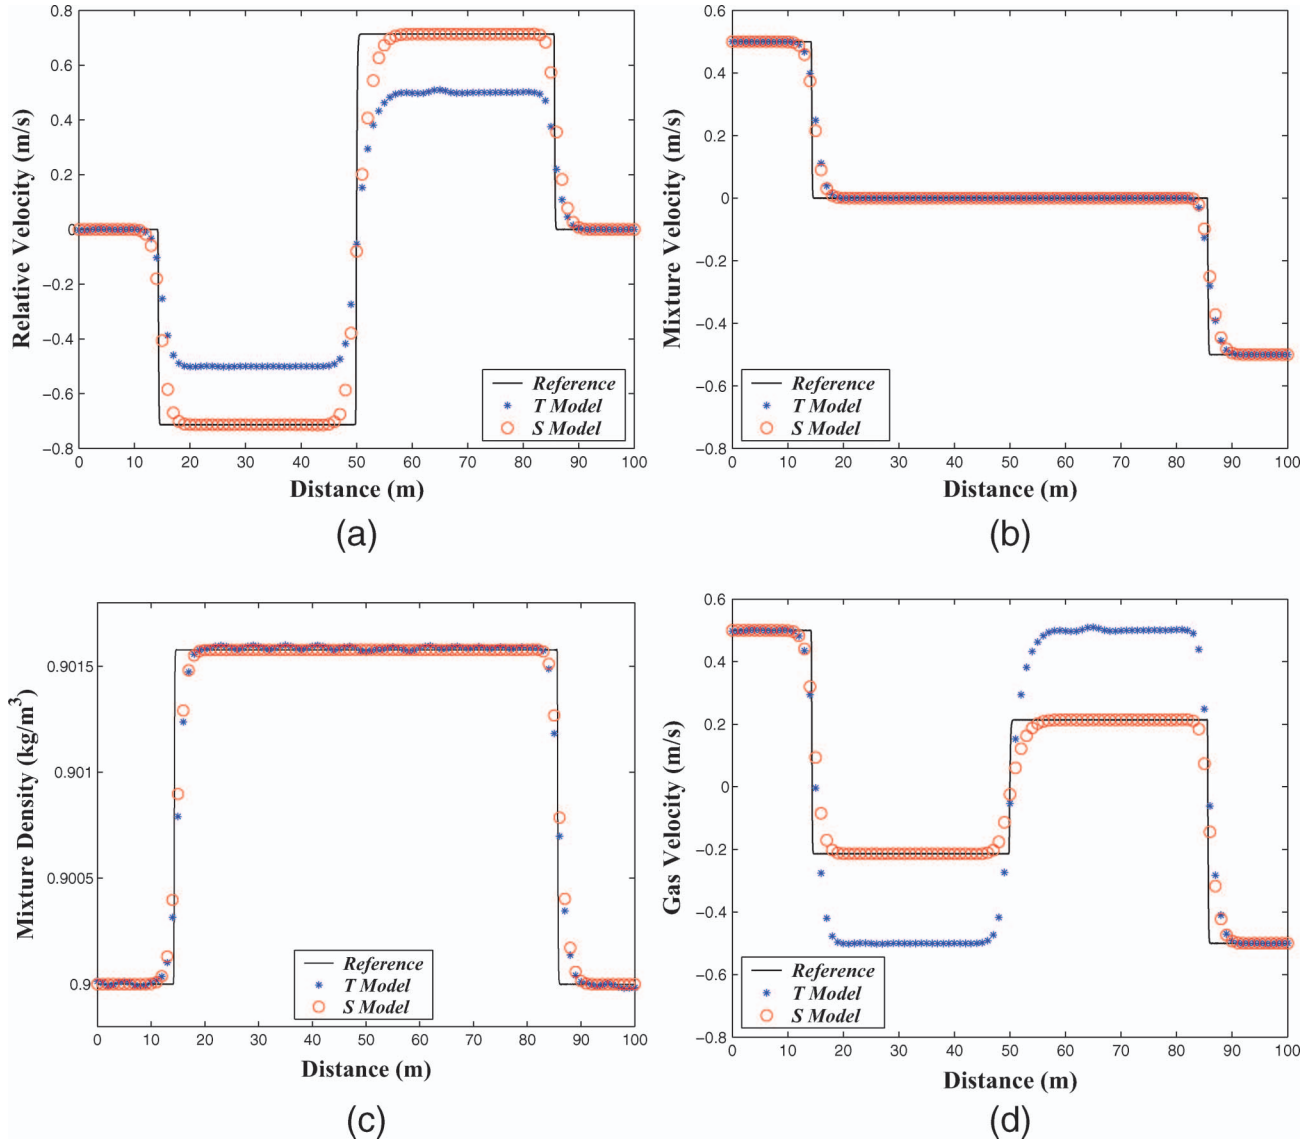 0.8
0.6
0.4
0.2
0
−0.2
−0.4
−0.6
−0.8
Relative Velocity (m/s)
Reference
T Model
S Model
0 10 20 30 40 50 60 70 80 90 100
Distance (m)
(a)
0.6
0.4
0.2
0
−0.2
−0.4
−0.6
−0.8
Mixture Velocity (m/s)
Reference
T Model
S Model
0 10 20 30 40 50 60 70 80 90 100
Distance (m)
(b)
0.9015
0.901
0.9005
0.9
Mixture Density (kg/m³)
Reference
T Model
S Model
0 10 20 30 40 50 60 70 80 90 100
Distance (m)
(c)
0.6
0.4
0.2
0
−0.2
−0.4
−0.6
−0.8
Gas Velocity (m/s)
Reference
T Model
S Model
0 10 20 30 40 50 60 70 80 90 100
Distance (m)
(d)